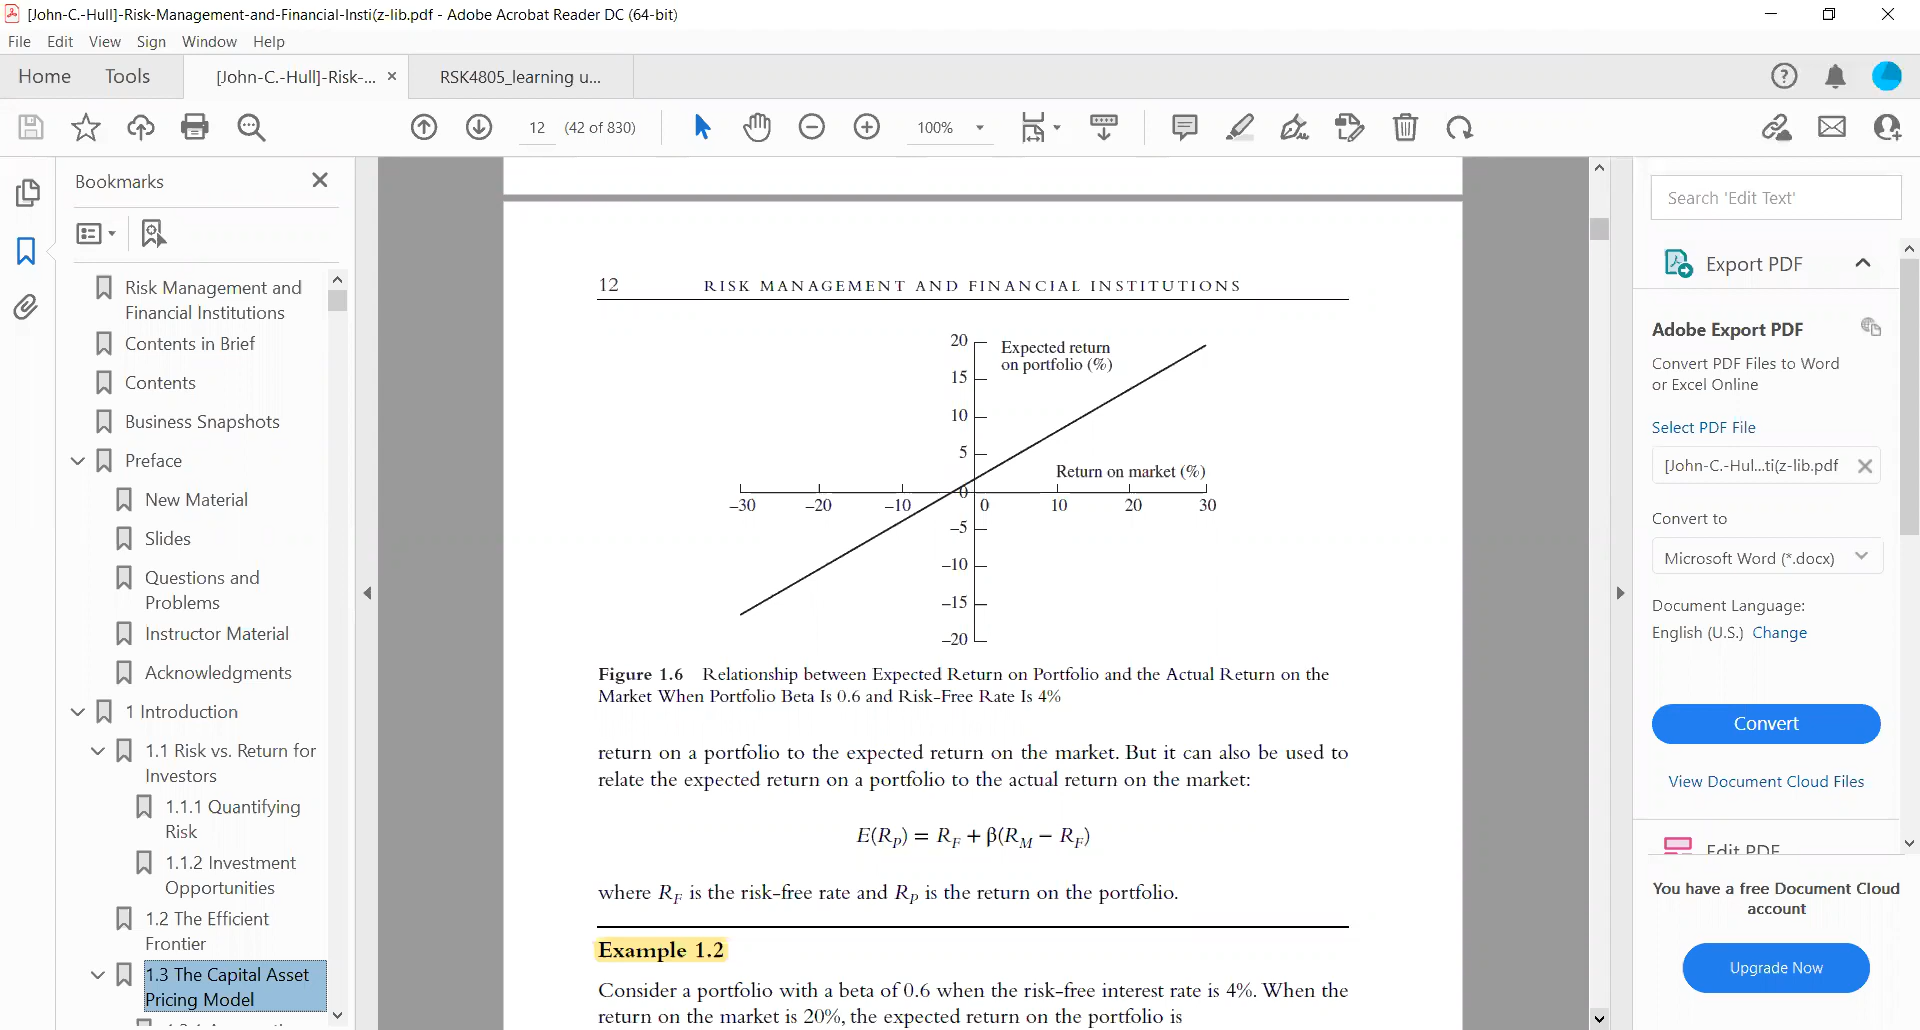 [John-C.-Hull]-Risk-Management-and-Financial-Insti(z-lib.pdf - Adobe Acrobat Reader DC (64-bit)
File Edit View Sign Window Help
Home Tools [John-C.-Hull]-Risk-... × RSK4805_learning u...
12 (42 of 830) 100%
Bookmarks
Risk Management and
Financial Institutions
Contents in Brief
Contents
Business Snapshots
Preface
New Material
Slides
Questions and
Problems
Instructor Material
Acknowledgments
1 Introduction
1.1 Risk vs. Return for
Investors
1.1.1 Quantifying
Risk
1.1.2 Investment
Opportunities
1.2 The Efficient
Frontier
1.3 The Capital Asset
Pricing Model
12 RISK MANAGEMENT AND FINANCIAL INSTITUTIONS
20
Expected return
on portfolio (%)
15
10
5
Return on market (%)
0
–30 –20 –10 0 10 20 30
–5
–10
–15
–20
Figure 1.6 Relationship between Expected Return on Portfolio and the Actual Return on the
Market When Portfolio Beta Is 0.6 and Risk-Free Rate Is 4%
return on a portfolio to the expected return on the market. But it can also be used to
relate the expected return on a portfolio to the actual return on the market:
E(R_P) = R_F + β(R_M − R_F)
where R_F is the risk-free rate and R_P is the return on the portfolio.
Example 1.2
Consider a portfolio with a beta of 0.6 when the risk-free interest rate is 4%. When the
return on the market is 20%, the expected return on the portfolio is
Search 'Edit Text'
Export PDF
Adobe Export PDF
Convert PDF Files to Word
or Excel Online
Select PDF File
[John-C.-Hul...ti(z-lib.pdf
Convert to
Microsoft Word (*.docx)
Document Language:
English (U.S.) Change
Convert
View Document Cloud Files
Edit PDF
You have a free Document Cloud
account
Upgrade Now